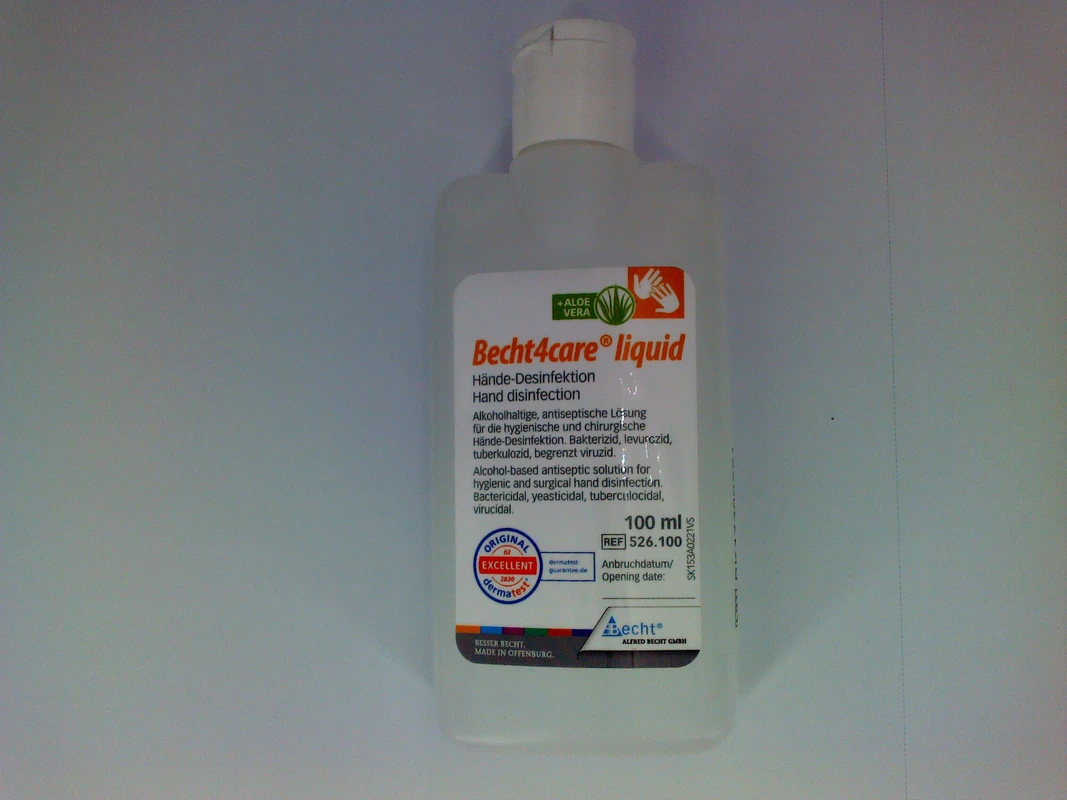 +ALOE
VERA
Becht4care® liquid
Hände-Desinfektion
Hand disinfection
Alkoholhaltige, antiseptische Lösung
für die hygienische und chirurgische
Hände-Desinfektion. Bakterizid, levurozid,
tuberkulozid, begrenzt viruzid.
Alcohol-based antiseptic solution for
hygienic and surgical hand disinfection.
Bactericidal, yeasticidal, tuberculocidal,
virucidal.
100 ml
REF 526.100
Anbruchdatum/
Opening date:
SK153A0221VS
ORIGINAL
02
EXCELLENT
2020
dermatest®
dermatest-
guarantee.de
Becht®
ALFRED BECHT GMBH
BESSER BECHT.
MADE IN OFFENBURG.